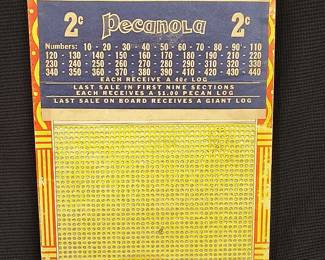 2¢ Pecanola 2¢
Numbers: 10 - 20 - 30 - 40 - 50 - 60 - 70 - 80 - 90 - 110
120 - 130 - 140 - 150 - 160 - 170 - 180 - 190 - 220
230 - 240 - 250 - 260 - 270 - 280 - 290 - 320 - 330
340 - 350 - 360 - 370 - 380 - 390 - 420 - 430 - 440
EACH RECEIVE A 40¢ LOG
LAST SALE IN FIRST NINE SECTIONS
EACH RECEIVES A $1.00 PECAN LOG
LAST SALE ON BOARD RECEIVES A GIANT LOG